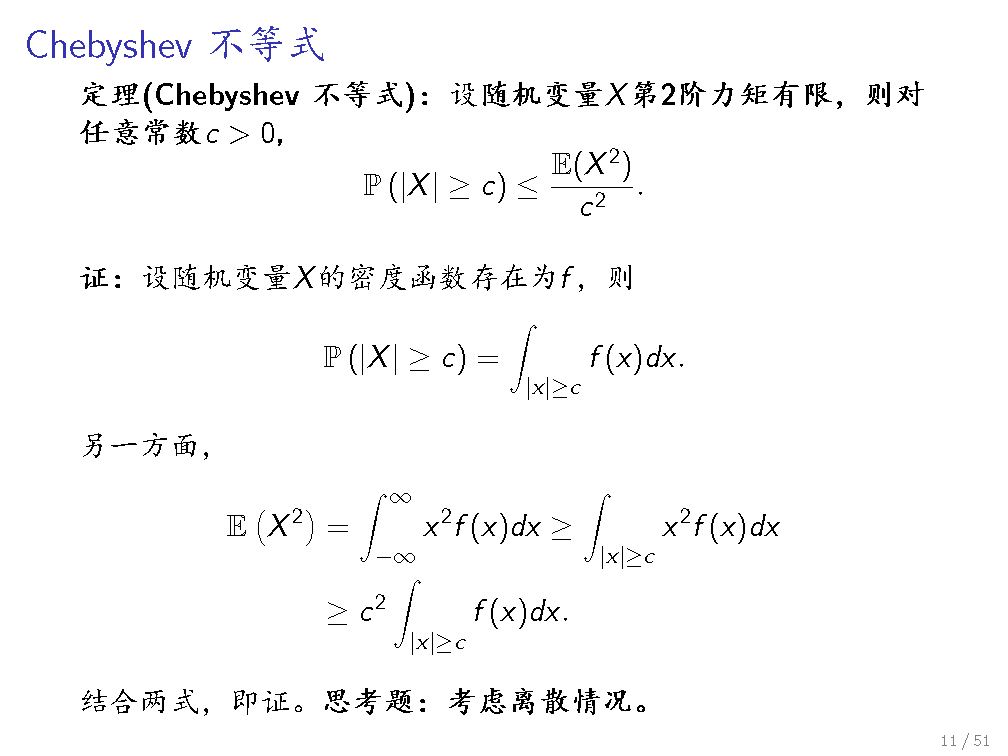 Chebyshev 不等式
定理(Chebyshev 不等式)：设随机变量X第2阶力矩有限，则对
任意常数c > 0,
ℙ (|X| ≥ c) ≤ 𝔼(X²) / c² .
证：设随机变量X的密度函数存在为f，则
ℙ (|X| ≥ c) = ∫_{|x|≥c} f(x)dx.
另一方面，
𝔼 (X²) = ∫_{−∞}^{∞} x²f(x)dx ≥ ∫_{|x|≥c} x²f(x)dx
≥ c² ∫_{|x|≥c} f(x)dx.
结合两式，即证。思考题：考虑离散情况。
11 / 51